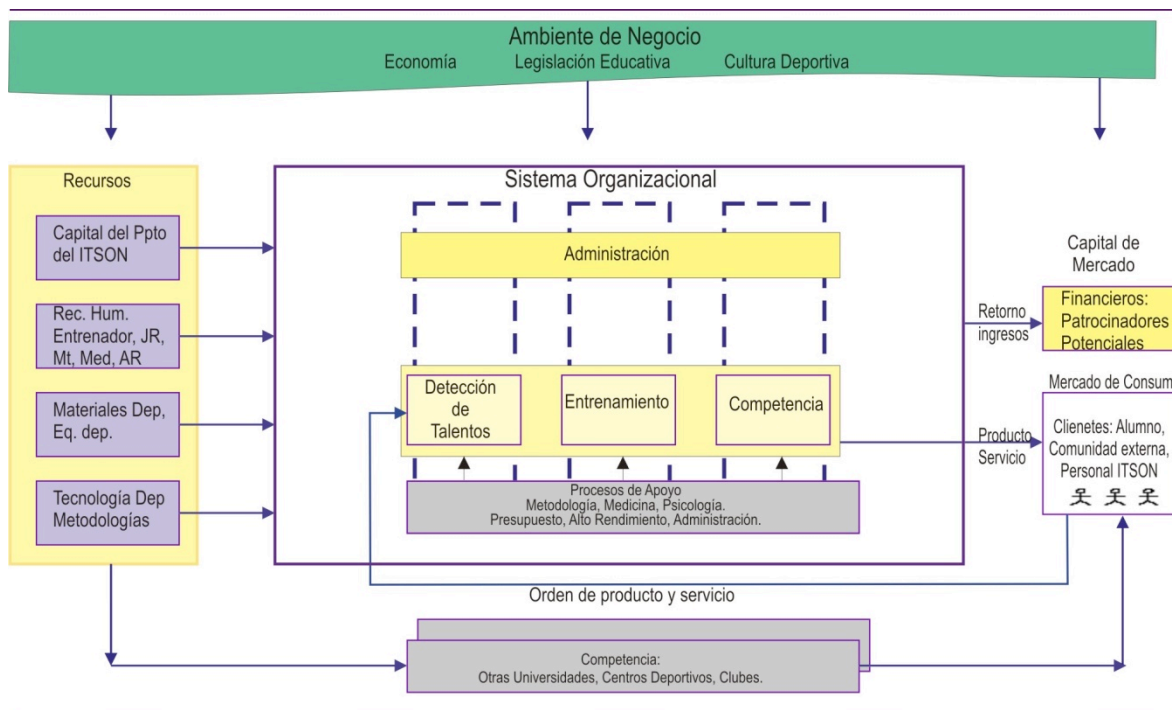 Ambiente de Negocio
Economía
Legislación Educativa
Cultura Deportiva
Recursos
Capital del Ppto
del ITSON
Rec. Hum.
Entrenador, JR,
Mt, Med, AR
Materiales Dep,
Eq. dep.
Tecnología Dep
Metodologías
Sistema Organizacional
Administración
Detección
de
Talentos
Entrenamiento
Competencia
Procesos de Apoyo
Metodología, Medicina, Psicología.
Presupuesto, Alto Rendimiento, Administración.
Retorno
ingresos
Producto
Servicio
Capital de
Mercado
Financieros:
Patrocinadores
Potenciales
Mercado de Consum
Clienetes: Alumno,
Comunidad externa,
Personal ITSON
Orden de producto y servicio
Competencia:
Otras Universidades, Centros Deportivos, Clubes.